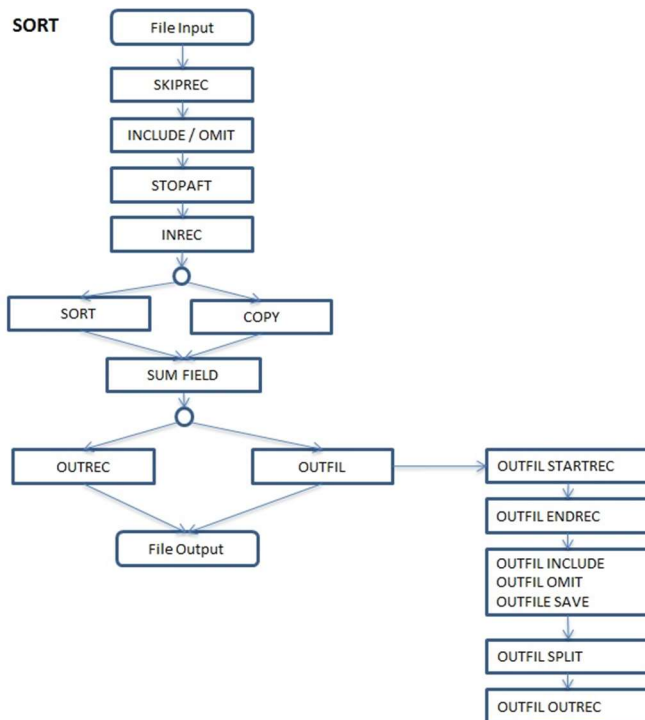 SORT
File Input
SKIPREC
INCLUDE / OMIT
STOPAFT
INREC
SORT
COPY
SUM FIELD
OUTREC
OUTFIL
File Output
OUTFIL STARTREC
OUTFIL ENDREC
OUTFIL INCLUDE
OUTFIL OMIT
OUTFILE SAVE
OUTFIL SPLIT
OUTFIL OUTREC